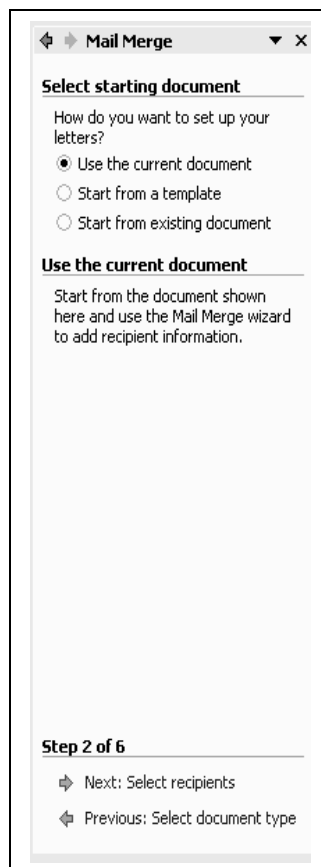 Mail Merge
Select starting document
How do you want to set up your
letters?
Use the current document
Start from a template
Start from existing document
Use the current document
Start from the document shown
here and use the Mail Merge wizard
to add recipient information.
Step 2 of 6
Next: Select recipients
Previous: Select document type